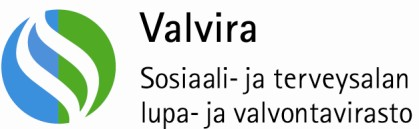 Valvira
Sosiaali- ja terveysalan
lupa- ja valvontavirasto